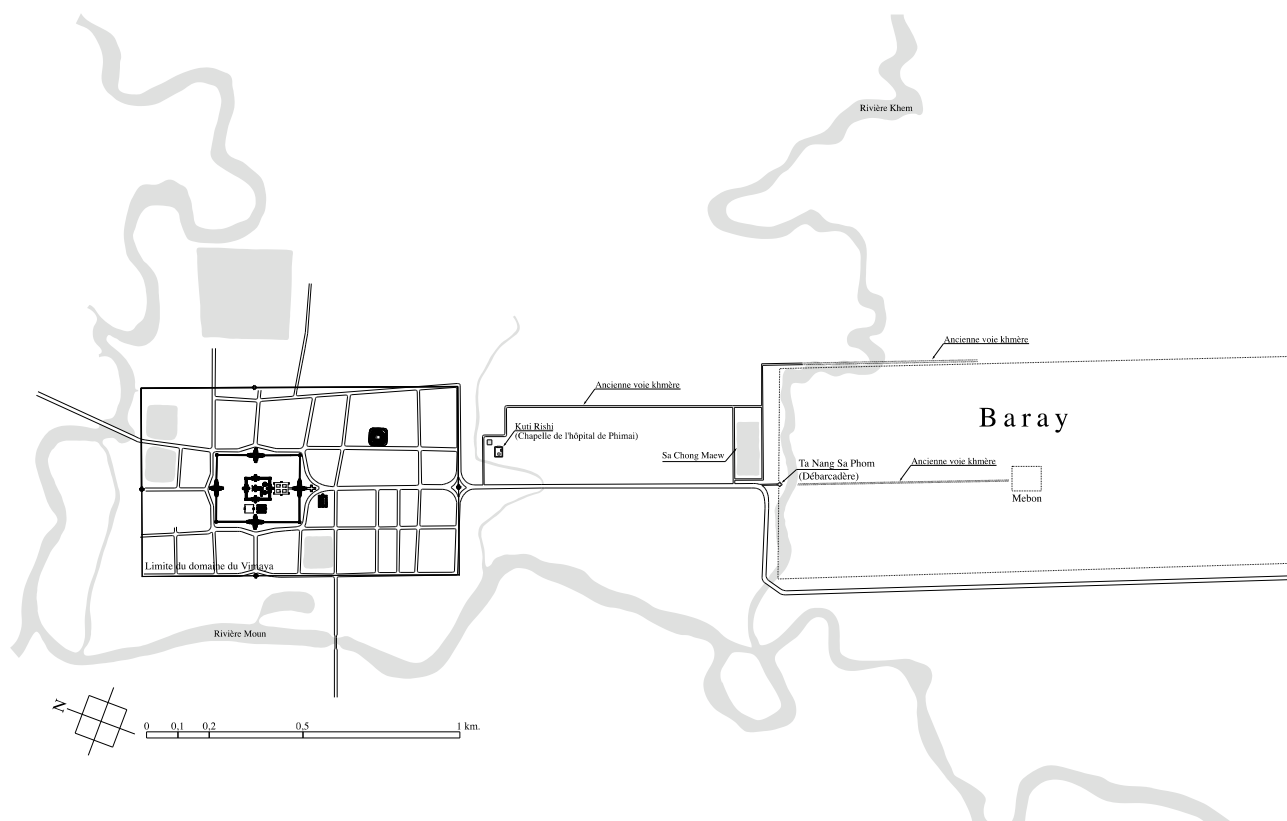 Rivière Khem
Ancienne voie khmère
Ancienne voie khmère
Baray
Kuti Rishi
(Chapelle de l'hôpital de Phimai)
Sa Chong Maew
Ta Nang Sa Phom
(Débarcadère)
Ancienne voie khmère
Mebon
Limite du domaine du Vimaya
Rivière Moun
N
0 0,1 0,2 0,5 1 km.